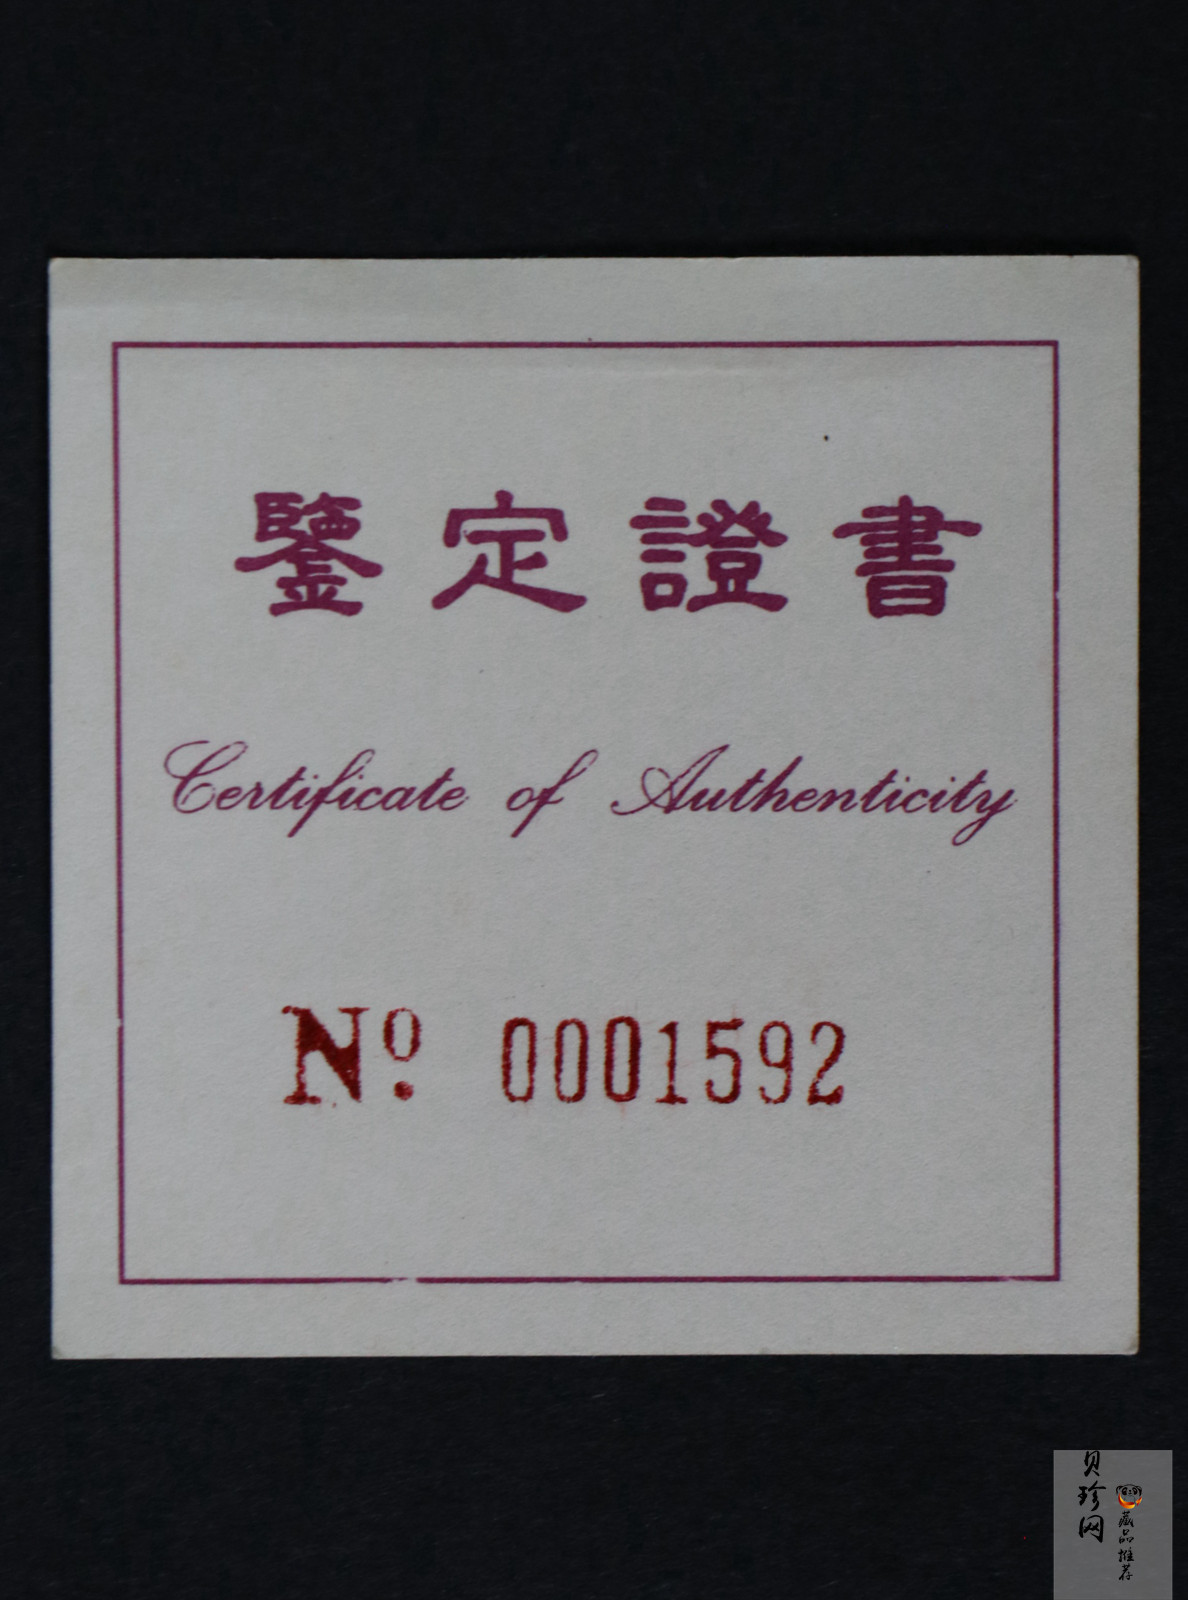 鑒定證書
Certificate of Authenticity
Nº 0001592
贝珍网
藏品推荐